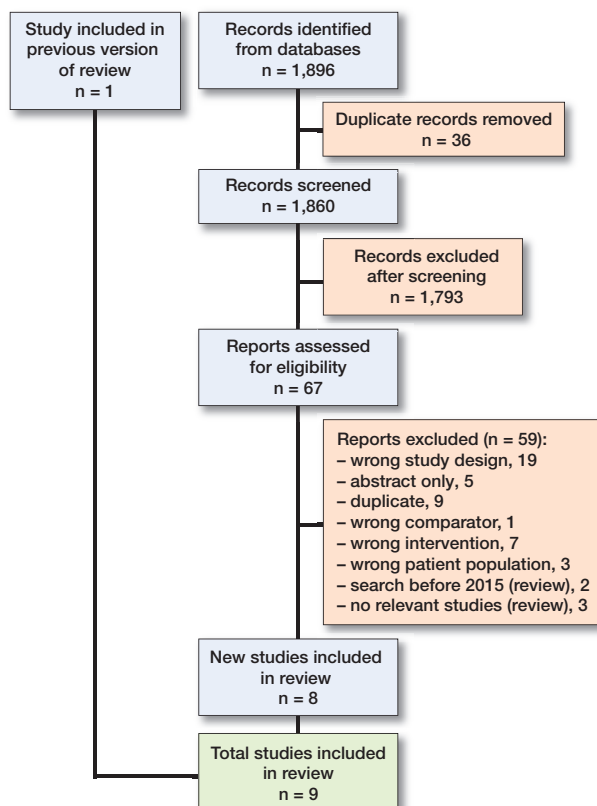 Study included in
previous version
of review
n = 1
Records identified
from databases
n = 1,896
Duplicate records removed
n = 36
Records screened
n = 1,860
Records excluded
after screening
n = 1,793
Reports assessed
for eligibility
n = 67
Reports excluded (n = 59):
– wrong study design, 19
– abstract only, 5
– duplicate, 9
– wrong comparator, 1
– wrong intervention, 7
– wrong patient population, 3
– search before 2015 (review), 2
– no relevant studies (review), 3
New studies included
in review
n = 8
Total studies included
in review
n = 9